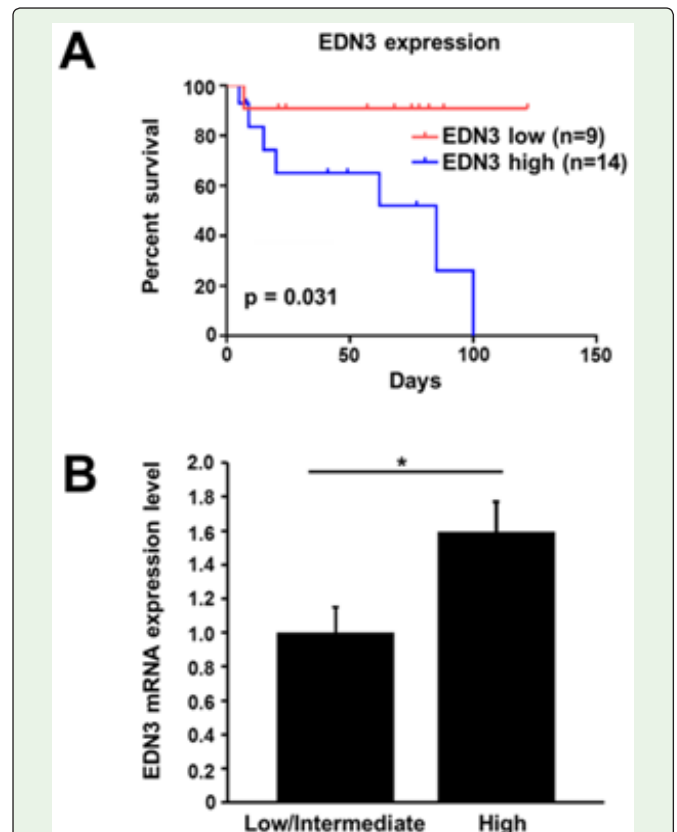 A
EDN3 expression
Percent survival
100
80
60
40
20
0
EDN3 low (n=9)
EDN3 high (n=14)
p = 0.031
0 50 100 150
Days
B
EDN3 mRNA expression level
2.0
1.8
1.6
1.4
1.2
1.0
0.8
0.6
0.4
0.2
0
*
Low/Intermediate High